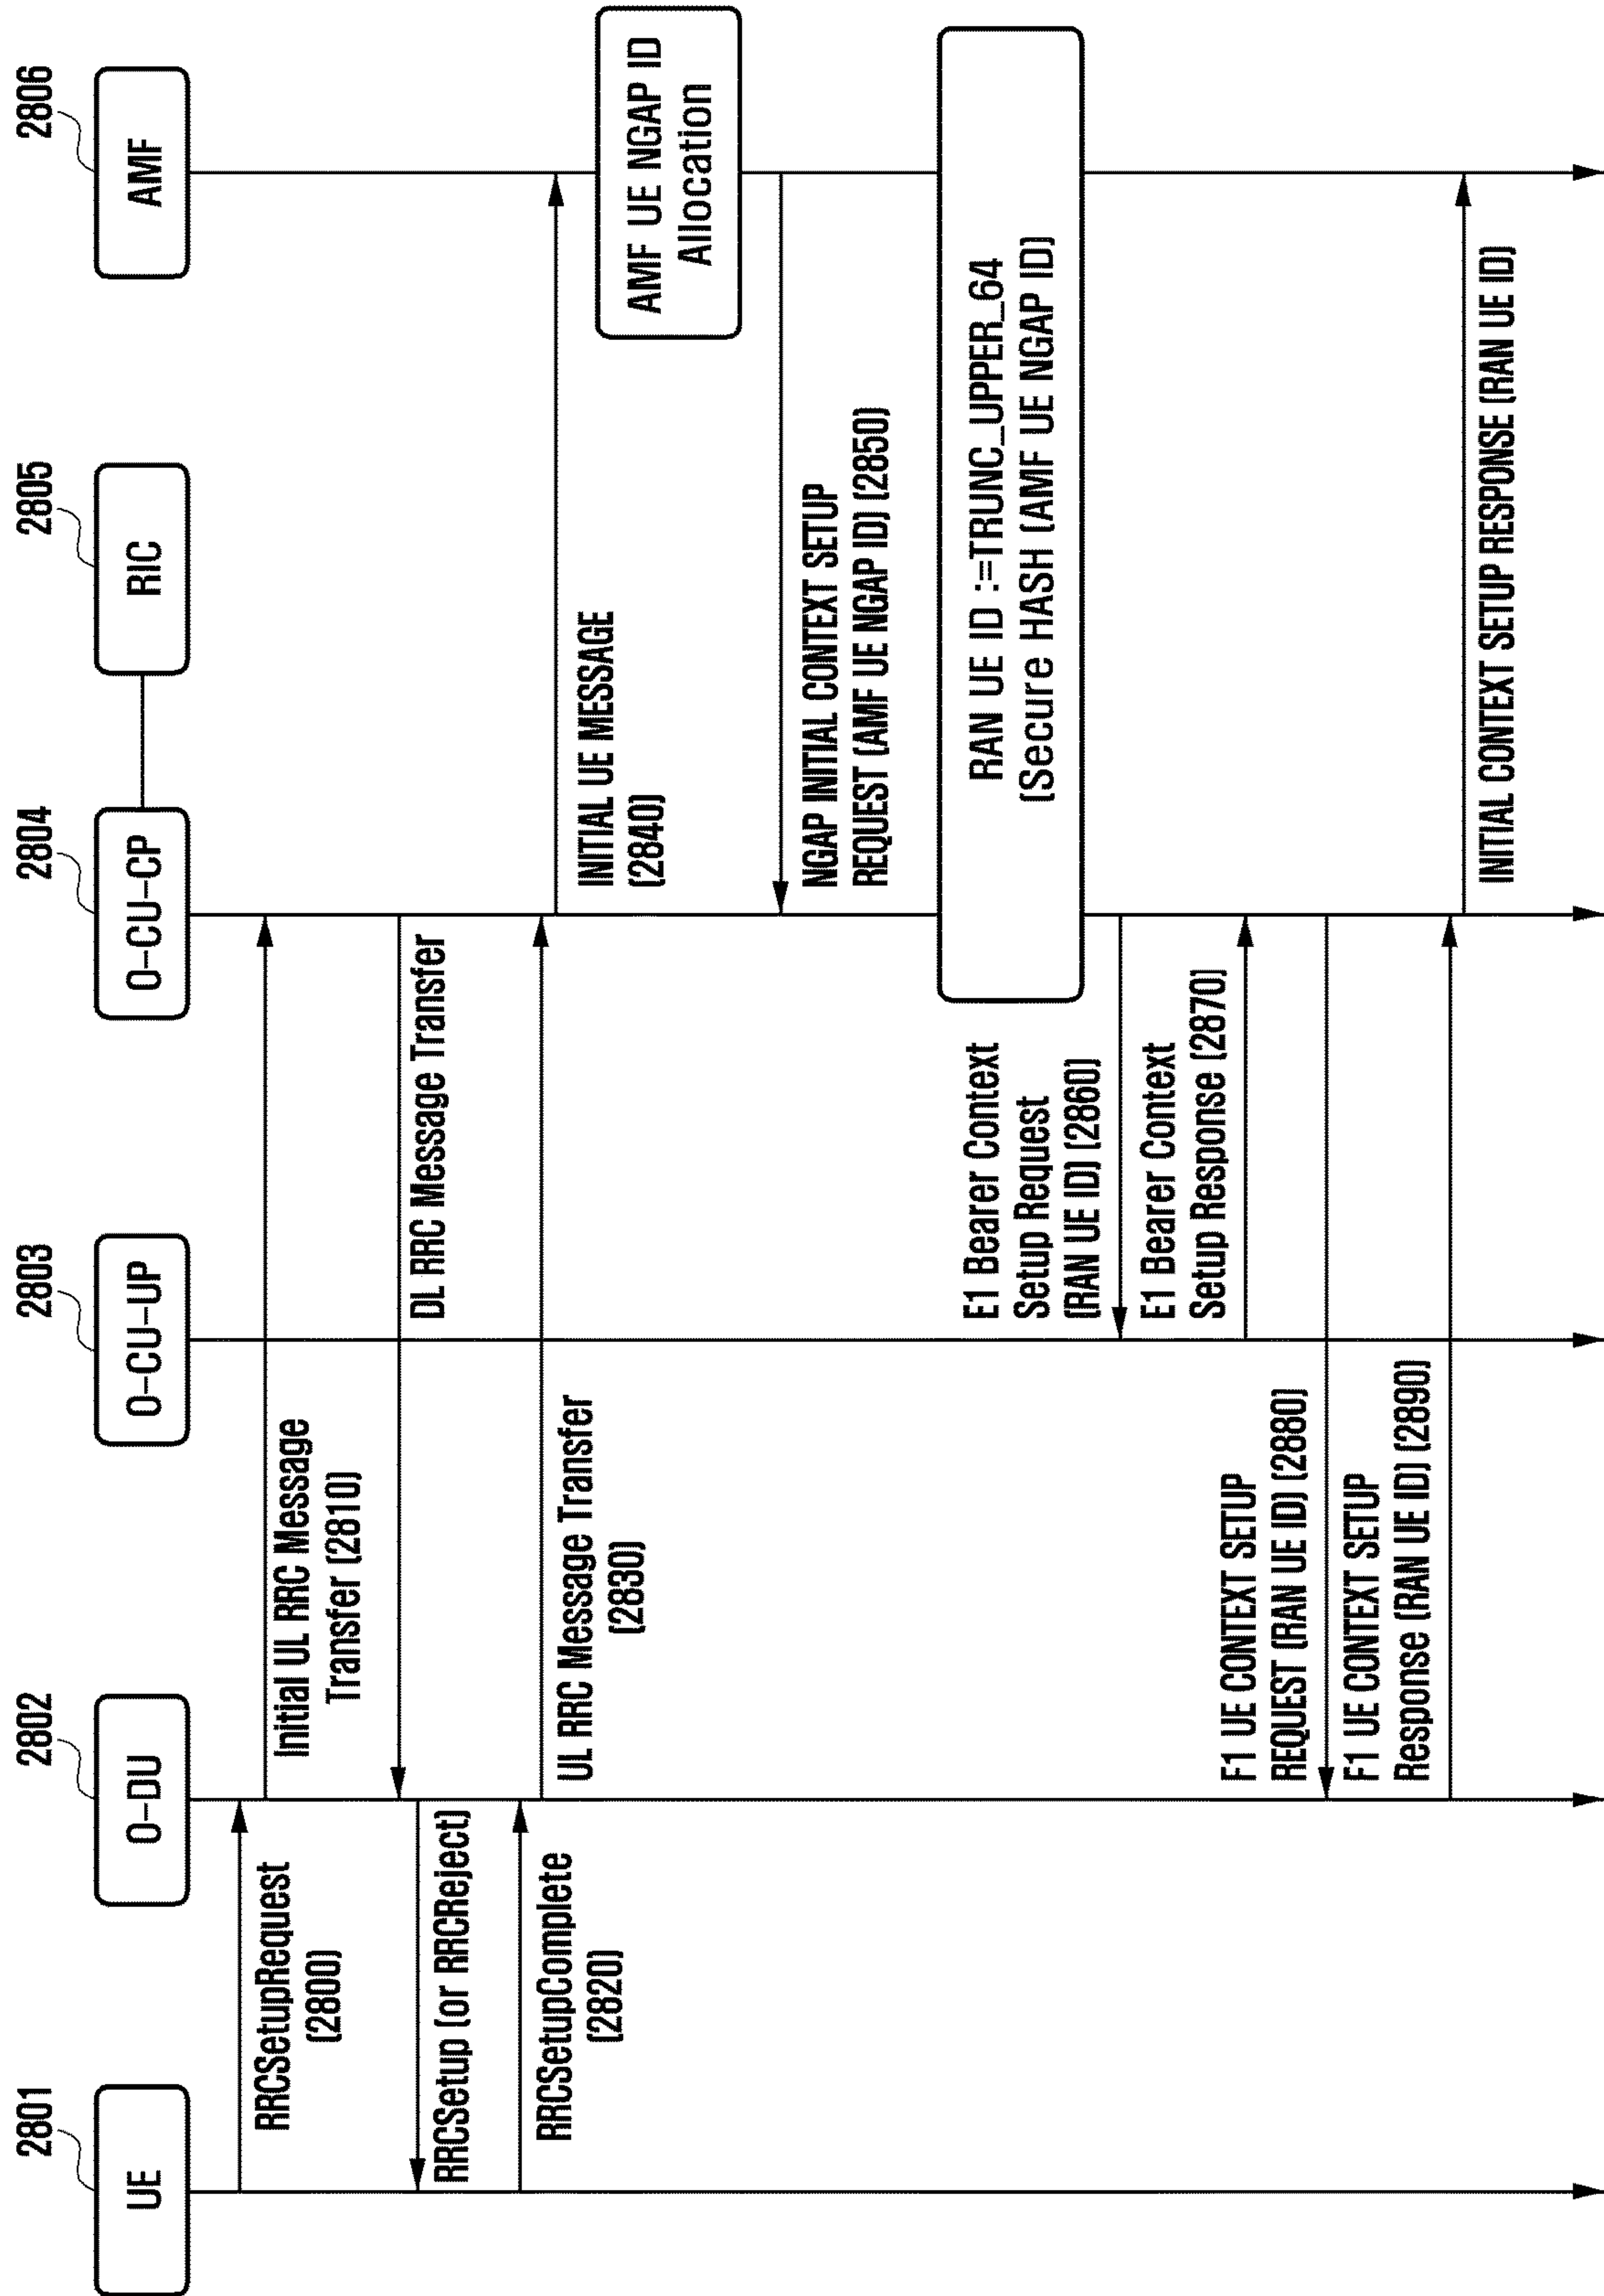 2801
2802
2803
2804
2805
2806
UE
O-DU
O-CU-UP
O-CU-CP
RIC
AMF
RRCSetupRequest
(2800)
Initial UL RRC Message
Transfer (2810)
DL RRC Message Transfer
RRCSetup (or RRCReject)
RRCSetupComplete
(2820)
UL RRC Message Transfer
(2830)
INITIAL UE MESSAGE
(2840)
AMF UE NGAP ID
Allocation
NGAP INITIAL CONTEXT SETUP
REQUEST (AMF UE NGAP ID) (2850)
RAN UE ID :=TRUNC_UPPER_64
(Secure HASH (AMF UE NGAP ID)
E1 Bearer Context
Setup Request
(RAN UE ID) (2860)
E1 Bearer Context
Setup Response (2870)
F1 UE CONTEXT SETUP
REQUEST (RAN UE ID) (2880)
F1 UE CONTEXT SETUP
Response (RAN UE ID) (2890)
INITIAL CONTEXT SETUP RESPONSE (RAN UE ID)